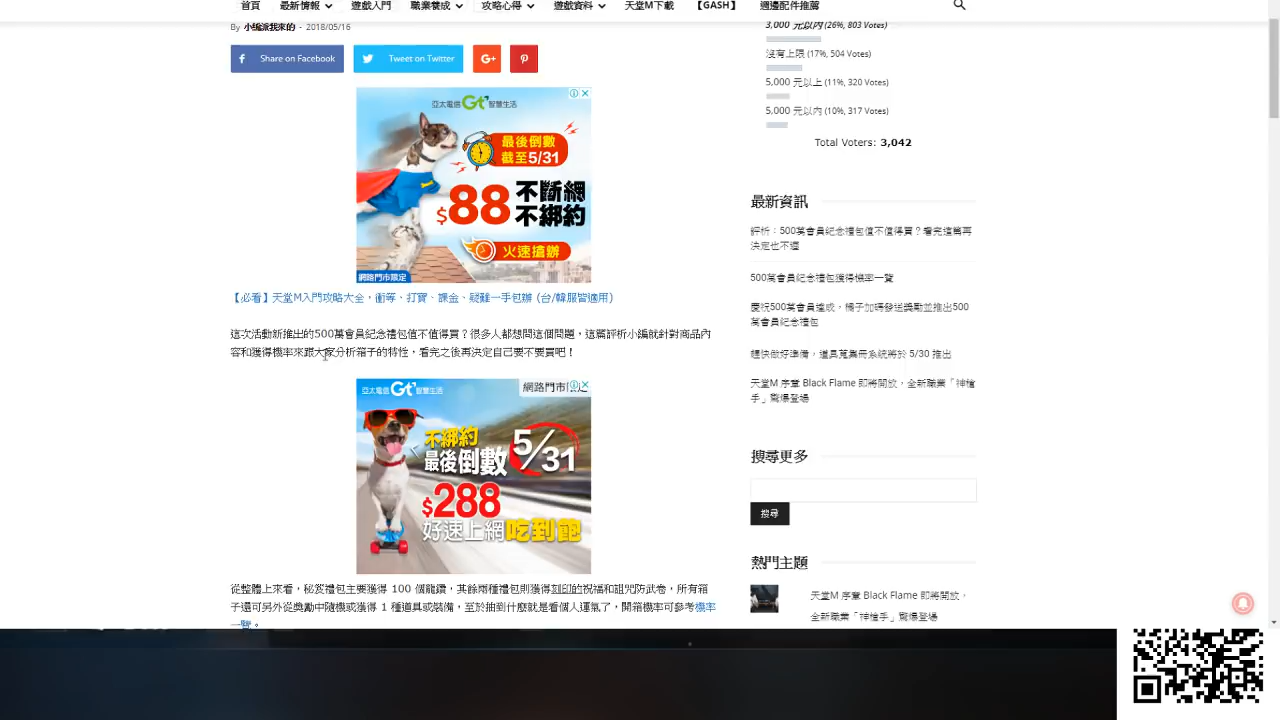 首頁 最新情報 遊戲入門 職業養成 攻略心得 遊戲資料 天堂M下載 【GASH】 週邊配件推薦
By 小編派我來的 - 2018/05/16
Share on Facebook
Tweet on Twitter
G+
亞太電信 Gt 智慧生活
最後倒數
截至5/31
$88 不斷網
不綁約
火速搶辦
網路門市限定
【必看】天堂M入門攻略大全，衝等、打寶、課金、疑難一手包辦 (台/韓服皆適用)
這次活動新推出的500萬會員紀念禮包值不值得買？很多人都想問這個問題，這篇評析小編就針對商品內
容和獲得機率來跟大家分析箱子的特性，看完之後再決定自己要不要買吧！
亞太電信 Gt 智慧生活
網路門市限定
不綁約
最後倒數
5/31
$288
好速上網吃到飽
從整體上來看，秘笈禮包主要獲得 100 個龍鑽，其餘兩種禮包則獲得刻印的祝福和詛咒防武卷，所有箱
子還可另外從獎勵中隨機或獲得 1 種道具或裝備，至於抽到什麼就是看個人運氣了，開箱機率可參考機率
一覽。
3,000 元以內 (26%, 803 Votes)
沒有上限 (17%, 504 Votes)
5,000 元以上 (11%, 320 Votes)
5,000 元以內 (10%, 317 Votes)
Total Voters: 3,042
最新資訊
評析：500萬會員紀念禮包值不值得買？看完這篇再
決定也不遲
500萬會員紀念禮包獲得機率一覽
慶祝500萬會員達成，橘子加碼發送獎勵並推出500
萬會員紀念禮包
趕快做好準備，道具蒐集冊系統將於 5/30 推出
天堂M 序章 Black Flame 即將開放，全新職業「神槍
手」驚爆登場
搜尋更多
搜尋
熱門主題
天堂M 序章 Black Flame 即將開放，
全新職業「神槍手」驚爆登場